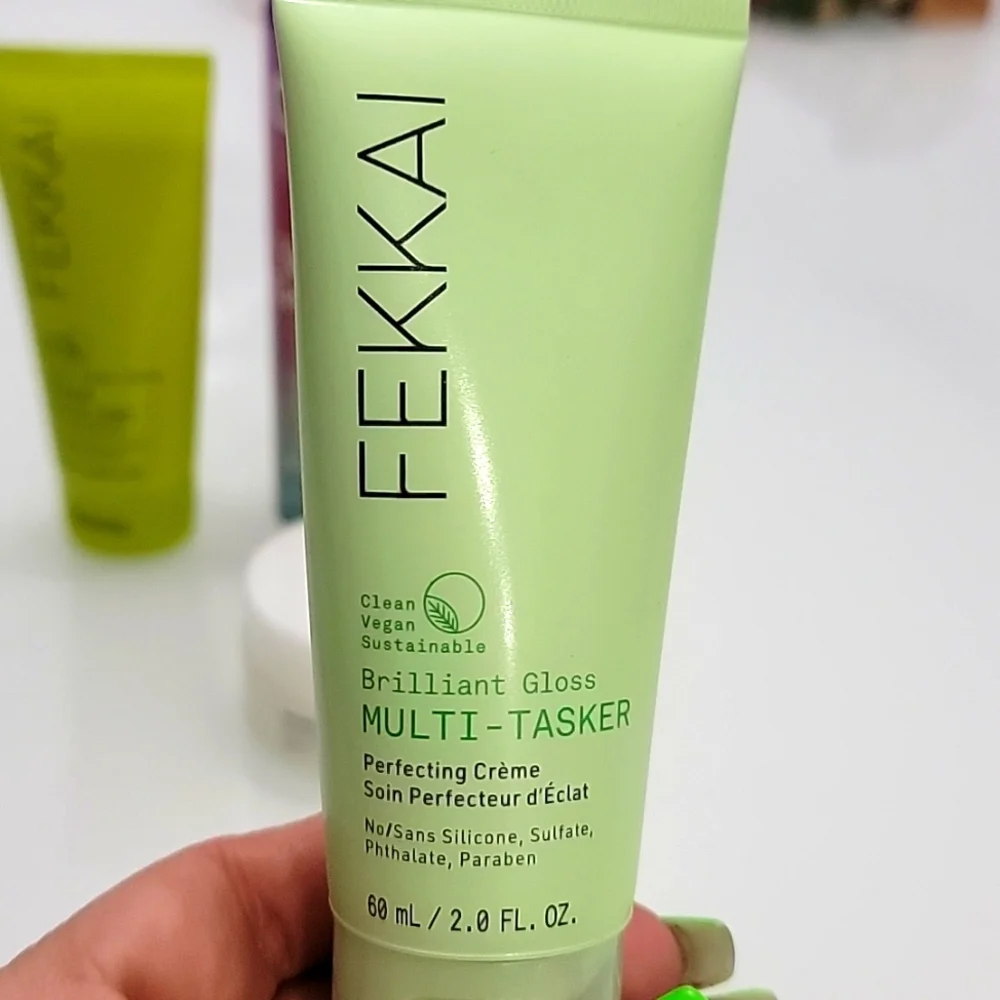 FEKKAI
Clean
Vegan
Sustainable
Brilliant Gloss
MULTI-TASKER
Perfecting Crème
Soin Perfecteur d'Éclat
No/Sans Silicone, Sulfate,
Phthalate, Paraben
60 mL / 2.0 FL. OZ.
FEKKAI